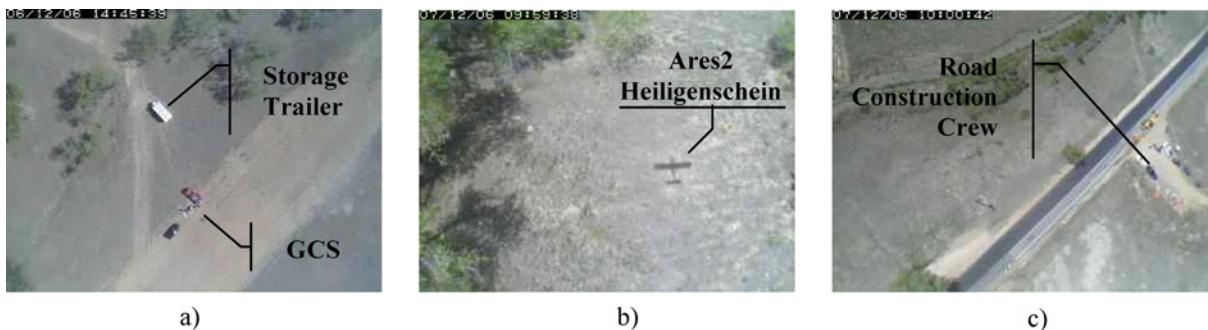 06/12/06 14:45:39
Storage
Trailer
GCS
a)
07/12/06 09:59:38
Ares2
Heiligenschein
b)
07/12/06 10:00:42
Road
Construction
Crew
c)